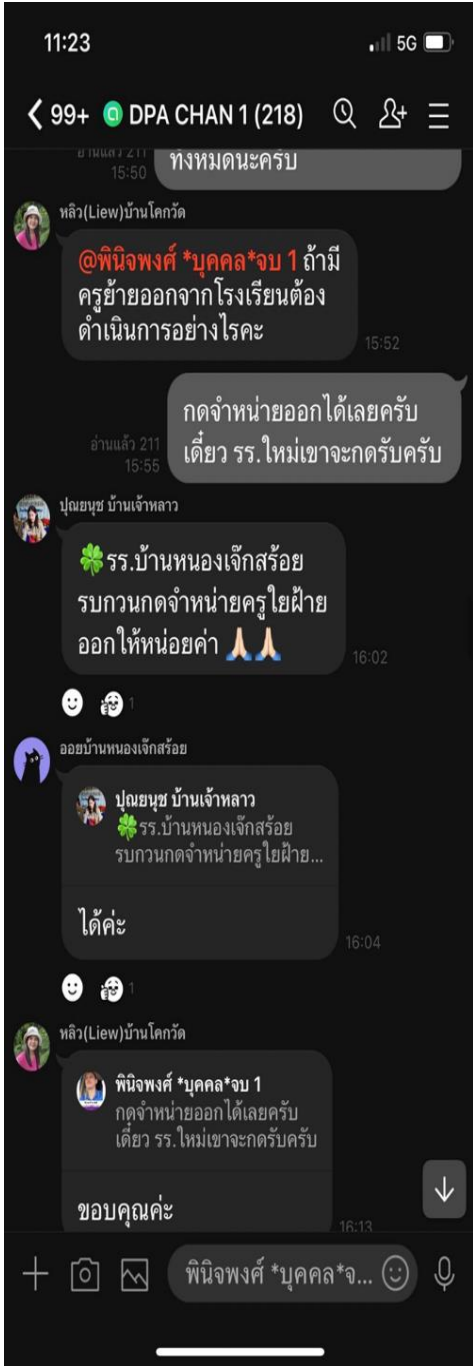 11:23
5G
99+ DPA CHAN 1 (218)
อ่านแล้ว 211
15:50
ทั้งหมดนะครับ
หลิว(Liew)บ้านโคกวัด
@พินิจพงศ์ *บุคคล*จบ 1 ถ้ามี
ครูย้ายออกจากโรงเรียนต้อง
ดำเนินการอย่างไรคะ
15:52
กดจำหน่ายออกได้เลยครับ
เดี๋ยว รร.ใหม่เขาจะกดรับครับ
อ่านแล้ว 211
15:55
ปุณยนุช บ้านเจ้าหลาว
🍀รร.บ้านหนองเจ๊กสร้อย
รบกวนกดจำหน่ายครูใยฝ้าย
ออกให้หน่อยค่า 🙏🏻🙏🏻
16:02
1
ออยบ้านหนองเจ๊กสร้อย
ปุณยนุช บ้านเจ้าหลาว
🍀รร.บ้านหนองเจ๊กสร้อย
รบกวนกดจำหน่ายครูใยฝ้าย...
ได้ค่ะ
16:04
1
หลิว(Liew)บ้านโคกวัด
พินิจพงศ์ *บุคคล*จบ 1
กดจำหน่ายออกได้เลยครับ
เดี๋ยว รร.ใหม่เขาจะกดรับครับ
ขอบคุณค่ะ
16:13
พินิจพงศ์ *บุคคล*จ...